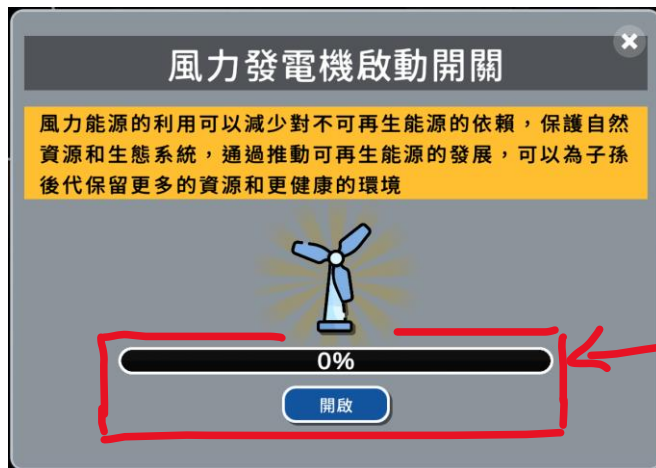 風力發電機啟動開關
風力能源的利用可以減少對不可再生能源的依賴，保護自然
資源和生態系統，通過推動可再生能源的發展，可以為子孫
後代保留更多的資源和更健康的環境
0%
開啟